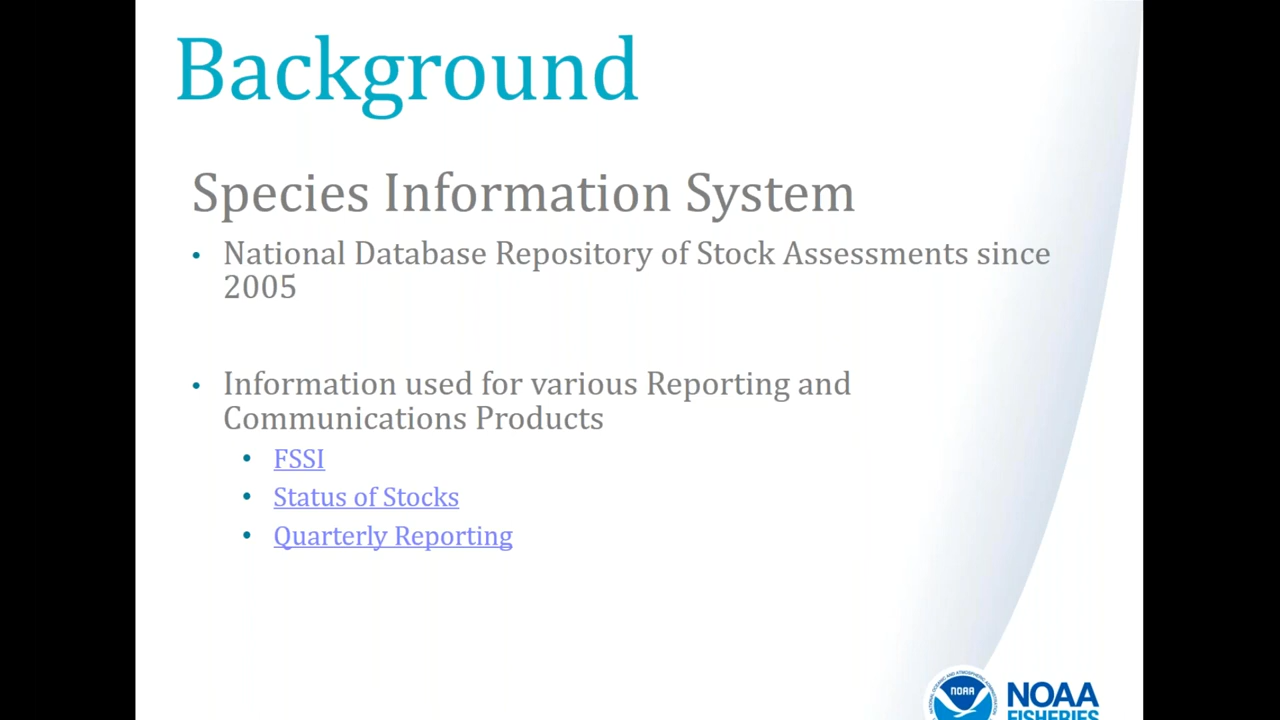 Background
Species Information System
• National Database Repository of Stock Assessments since
2005
• Information used for various Reporting and
Communications Products
• FSSI
• Status of Stocks
• Quarterly Reporting
NOAA
NOAA
FISHERIES